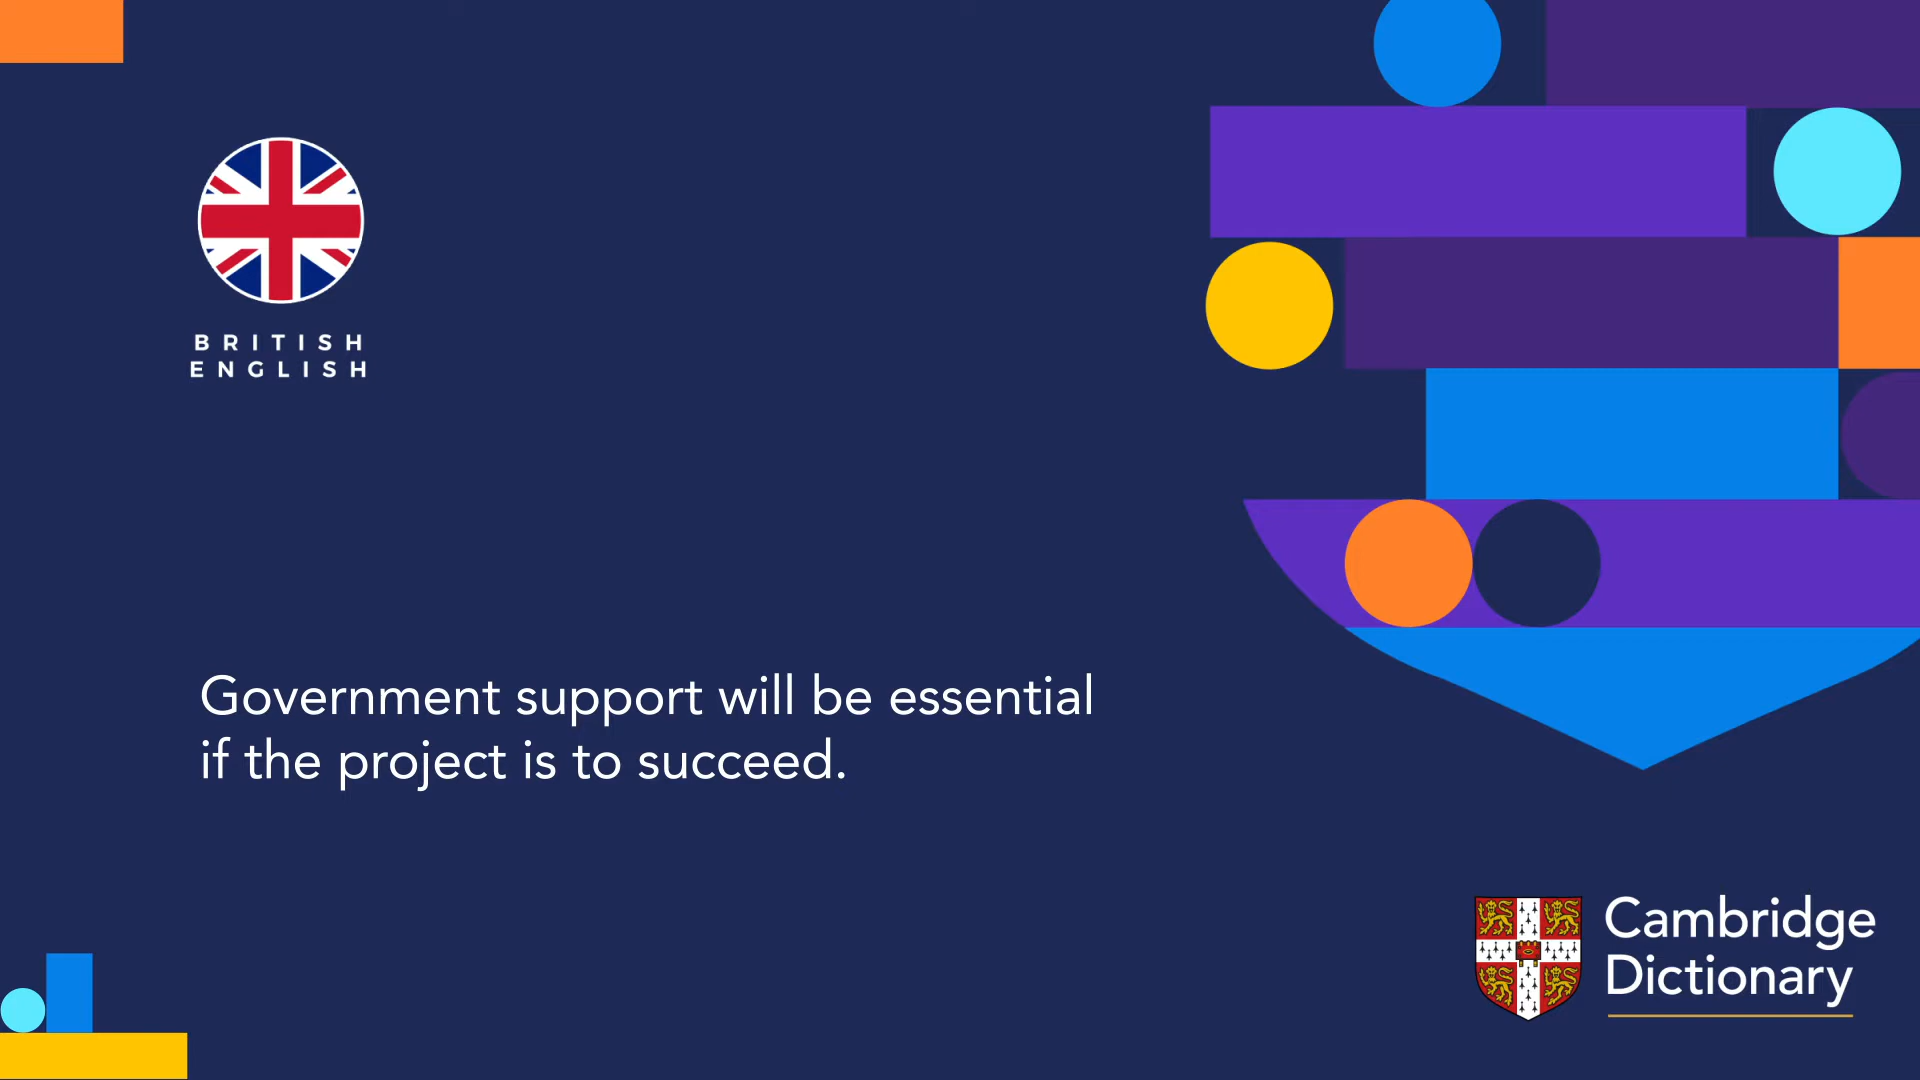 BRITISH
ENGLISH
Government support will be essential
if the project is to succeed.
Cambridge
Dictionary